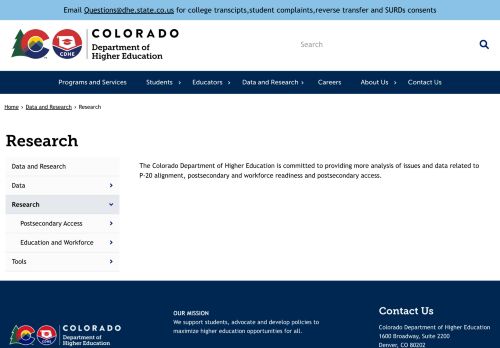 Email Questions@dhe.state.co.us for college transcipts,student complaints,reverse transfer and SURDs consents
COLORADO
Department of
Higher Education
CDHE
Search
Programs and Services Students Educators Data and Research Careers About Us Contact Us
Home › Data and Research › Research
Research
Data and Research
Data
Research
Postsecondary Access
Education and Workforce
Tools
The Colorado Department of Higher Education is committed to providing more analysis of issues and data related to
P-20 alignment, postsecondary and workforce readiness and postsecondary access.
COLORADO
Department of
Higher Education
CDHE
OUR MISSION
We support students, advocate and develop policies to
maximize higher education opportunities for all.
Contact Us
Colorado Department of Higher Education
1600 Broadway, Suite 2200
Denver, CO 80202